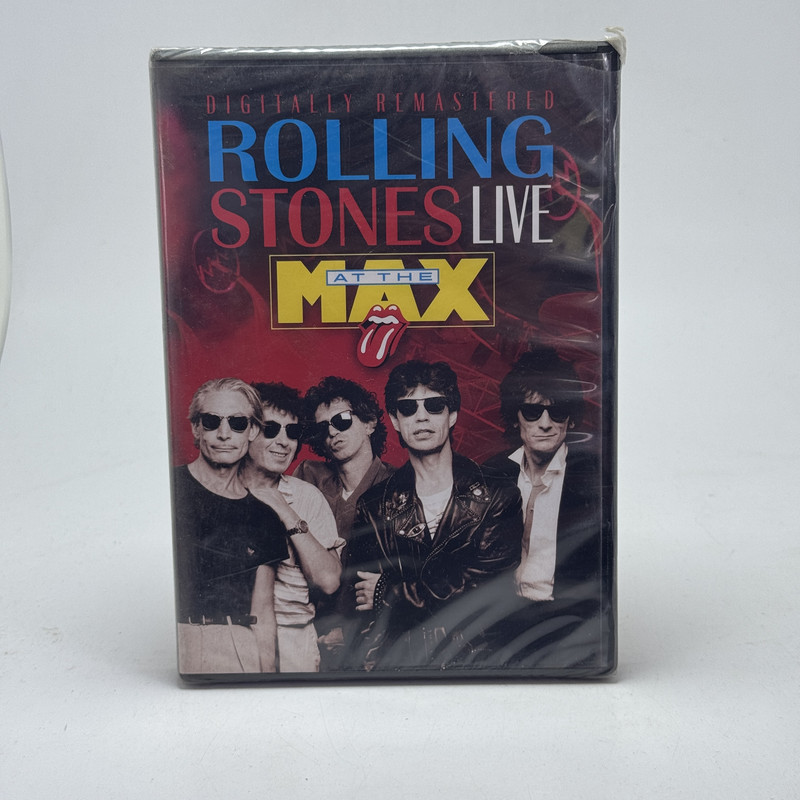 DIGITALLY REMASTERED
ROLLING
STONES LIVE
AT THE
MAX